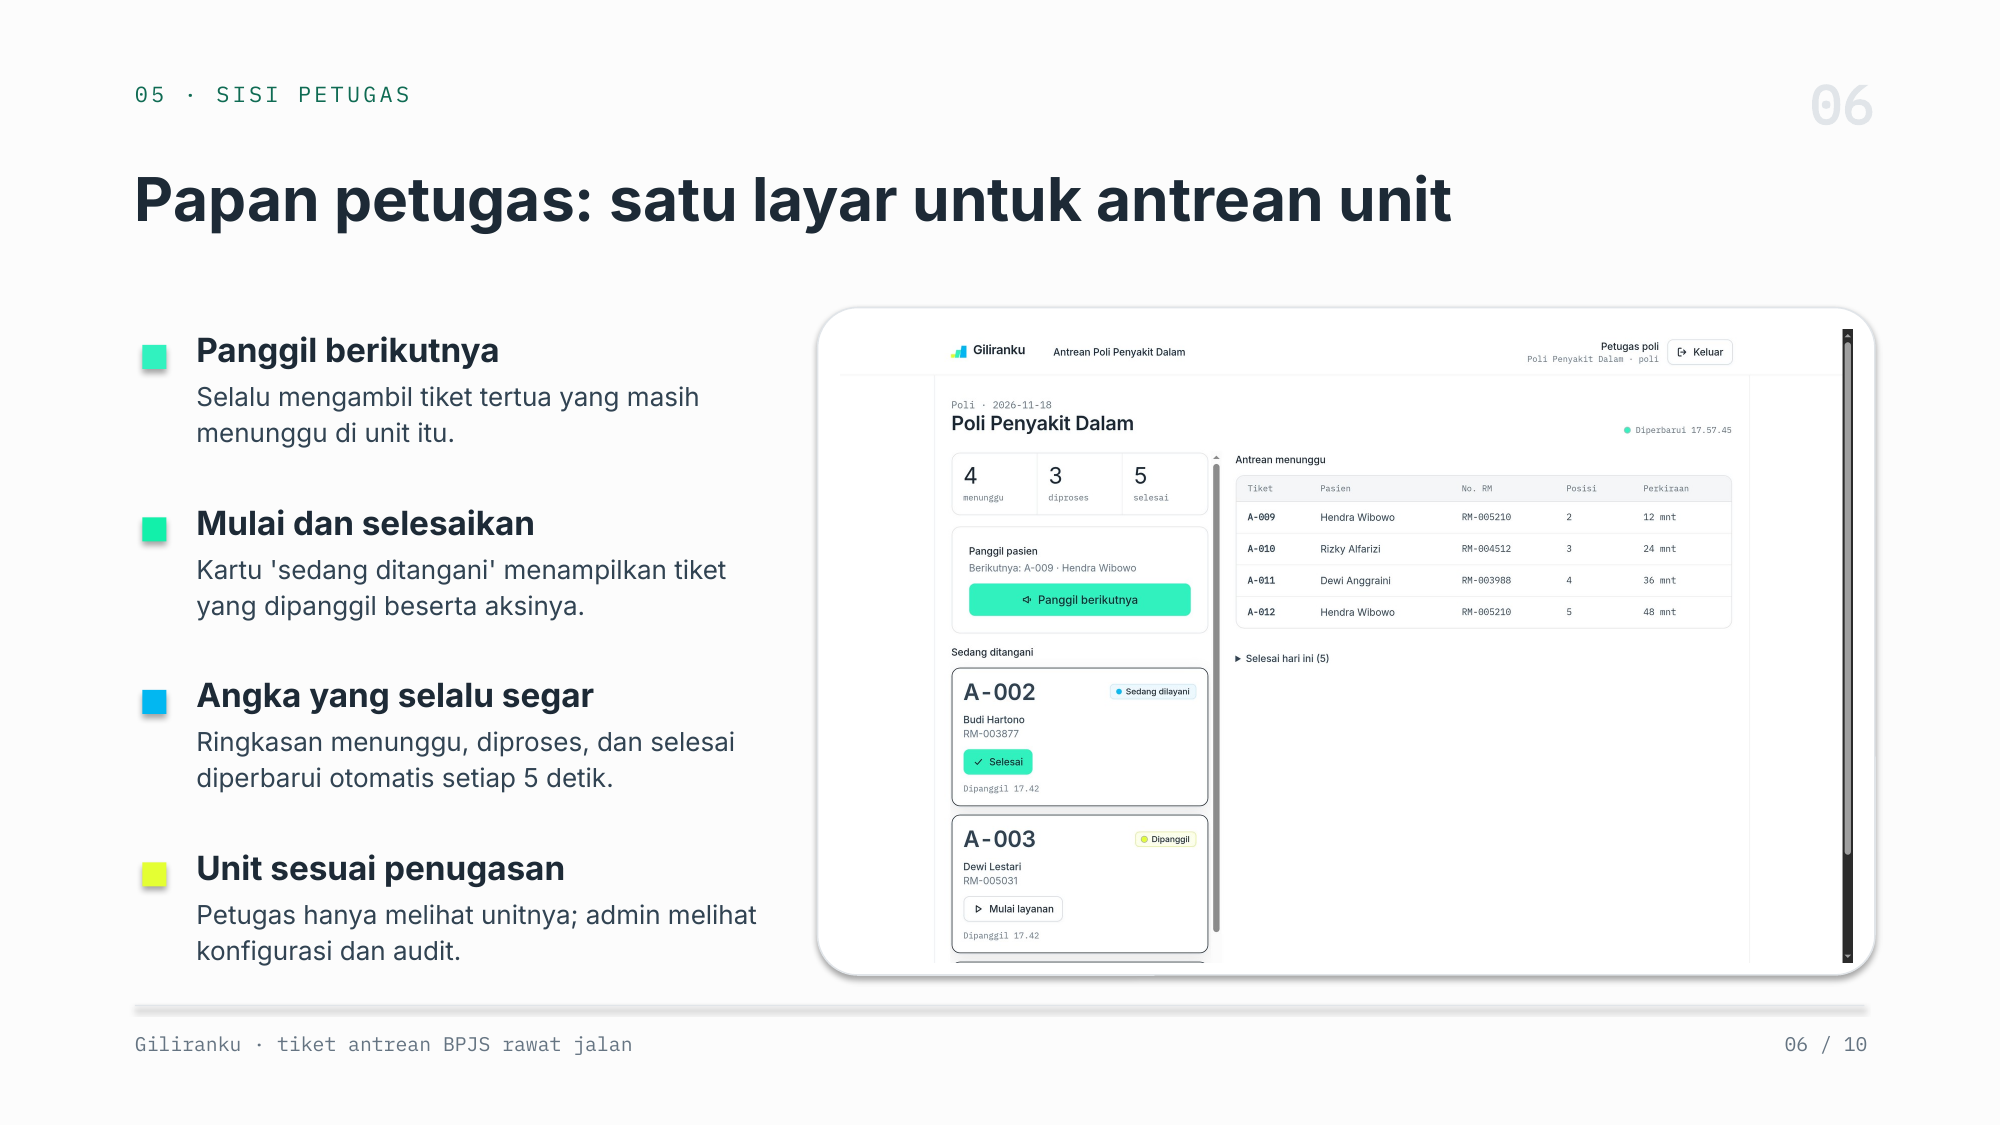 05 · SISI PETUGAS
06
Papan petugas: satu layar untuk antrean unit
Panggil berikutnya
Selalu mengambil tiket tertua yang masih
menunggu di unit itu.
Mulai dan selesaikan
Kartu 'sedang ditangani' menampilkan tiket
yang dipanggil beserta aksinya.
Angka yang selalu segar
Ringkasan menunggu, diproses, dan selesai
diperbarui otomatis setiap 5 detik.
Unit sesuai penugasan
Petugas hanya melihat unitnya; admin melihat
konfigurasi dan audit.
Giliranku
Antrean Poli Penyakit Dalam
Petugas poli
Poli Penyakit Dalam · poli
Keluar
Poli · 2026-11-18
Poli Penyakit Dalam
Diperbarui 17.57.45
4 3 5
menunggu diproses selesai
Panggil pasien
Berikutnya: A-009 · Hendra Wibowo
Panggil berikutnya
Sedang ditangani
A-002 Sedang dilayani
Budi Hartono
RM-003877
Selesai
Dipanggil 17.42
A-003 Dipanggil
Dewi Lestari
RM-005031
Mulai layanan
Dipanggil 17.42
Antrean menunggu
Tiket Pasien No. RM Posisi Perkiraan
A-009 Hendra Wibowo RM-005210 2 12 mnt
A-010 Rizky Alfarizi RM-004512 3 24 mnt
A-011 Dewi Anggraini RM-003988 4 36 mnt
A-012 Hendra Wibowo RM-005210 5 48 mnt
Selesai hari ini (5)
Giliranku · tiket antrean BPJS rawat jalan
06 / 10